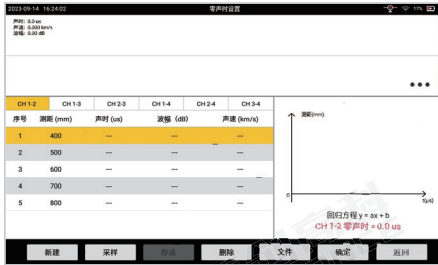 2023-09-14 16:24:02 零声时设置 11%
声时: 0.0 us
声速: 0.000 km/s
波幅: 0.00 dB
CH 1-2 CH 1-3 CH 2-3 CH 1-4 CH 2-4 CH 3-4
序号 测距 (mm) 声时 (us) 波幅 (dB) 声速 (km/s)
1 400 --- --- ---
2 500 --- --- ---
3 600 --- --- ---
4 700 --- --- ---
5 800 --- --- ---
测距(mm)
0
t(μs)
回归方程 y = ax + b
CH 1-2 零声时 = 0.0 us
新建 采样 存点 删除 文件 确定 返回